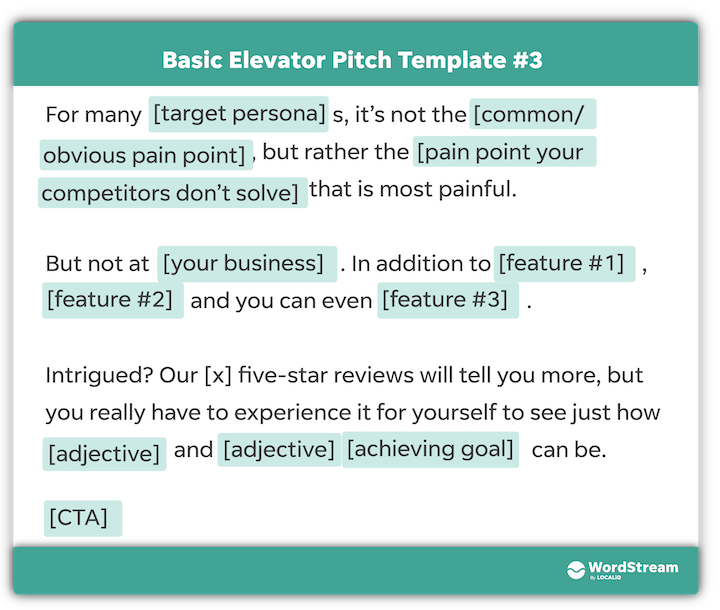 Basic Elevator Pitch Template #3
For many [target persona] s, it's not the [common/
obvious pain point] , but rather the [pain point your
competitors don't solve] that is most painful.
But not at [your business] . In addition to [feature #1] ,
[feature #2] and you can even [feature #3] .
Intrigued? Our [x] five-star reviews will tell you more, but
you really have to experience it for yourself to see just how
[adjective] and [adjective] [achieving goal] can be.
[CTA]
WordStream
By LOCALiQ